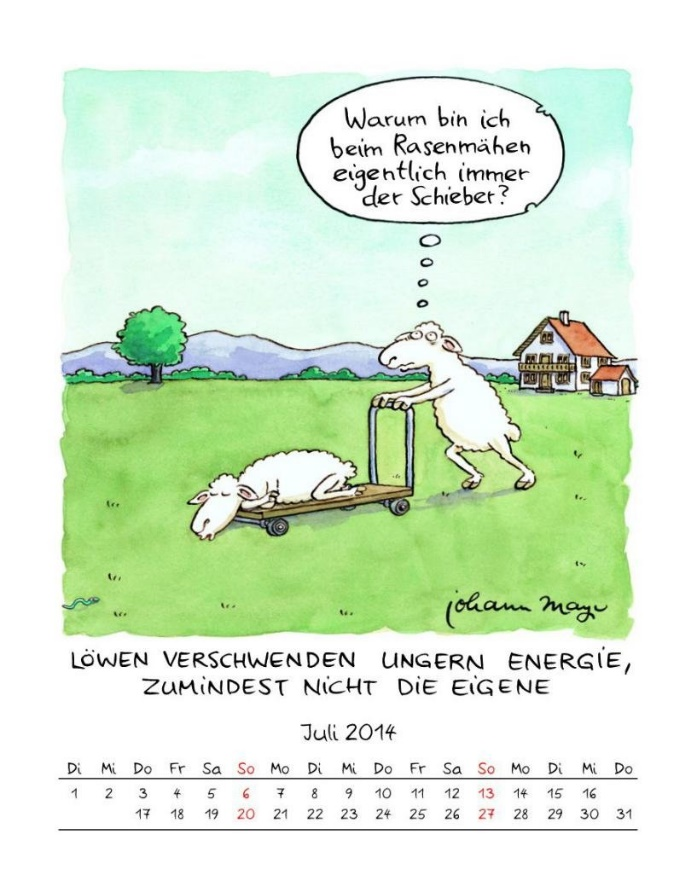 Warum bin ich
beim Rasenmähen
eigentlich immer
der Schieber?
johann mayr
LÖWEN VERSCHWENDEN UNGERN ENERGIE,
ZUMINDEST NICHT DIE EIGENE
Juli 2014
Di Mi Do Fr Sa So Mo Di Mi Do Fr Sa So Mo Di Mi Do
1 2 3 4 5 6 7 8 9 10 11 12 13 14 15 16
17 18 19 20 21 22 23 24 25 26 27 28 29 30 31